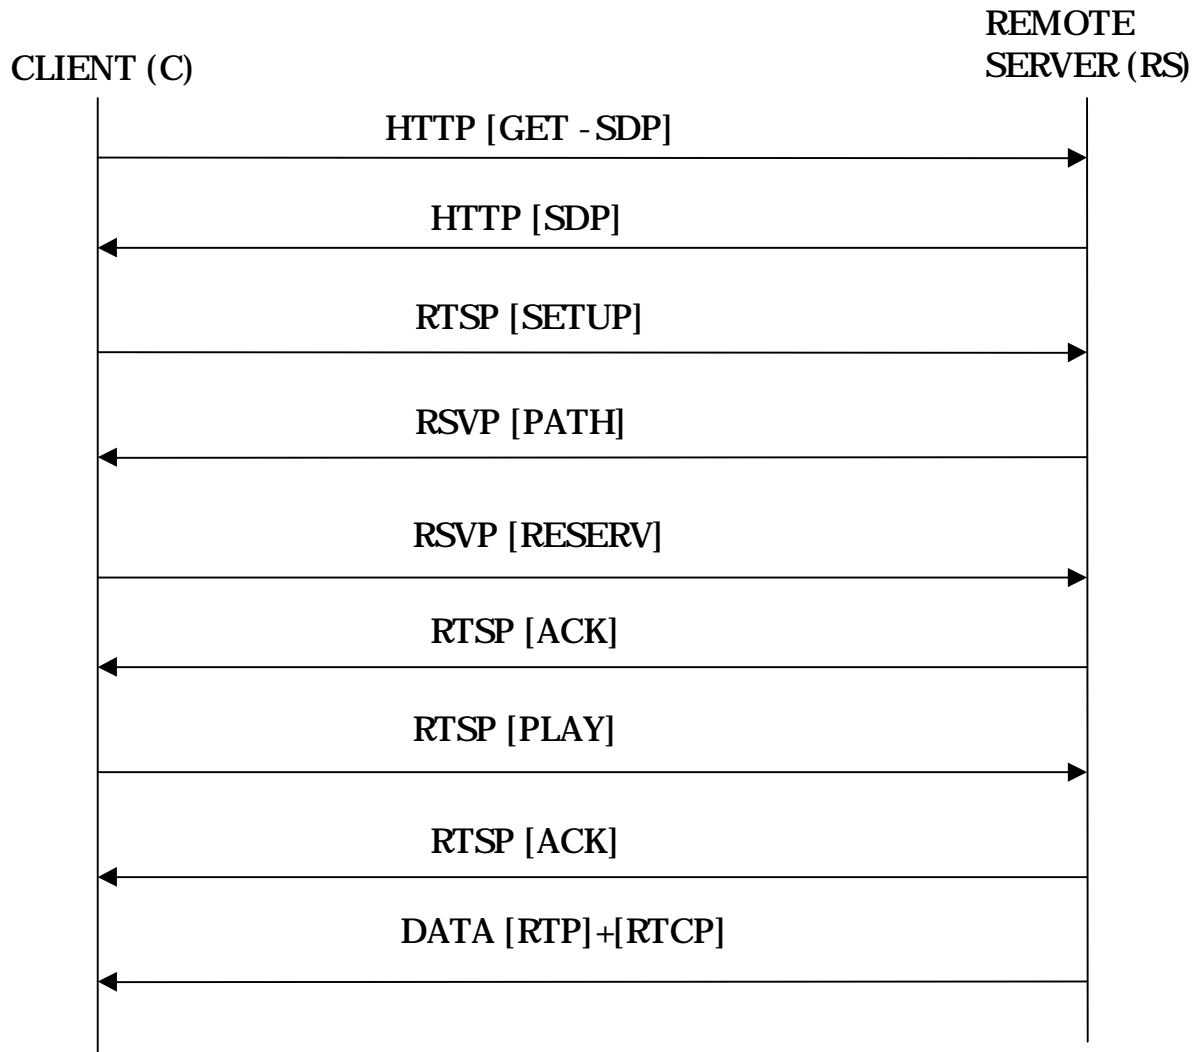 REMOTE
SERVER (RS)
CLIENT (C)
HTTP [GET - SDP]
HTTP [SDP]
RTSP [SETUP]
RSVP [PATH]
RSVP [RESERV]
RTSP [ACK]
RTSP [PLAY]
RTSP [ACK]
DATA [RTP]+[RTCP]